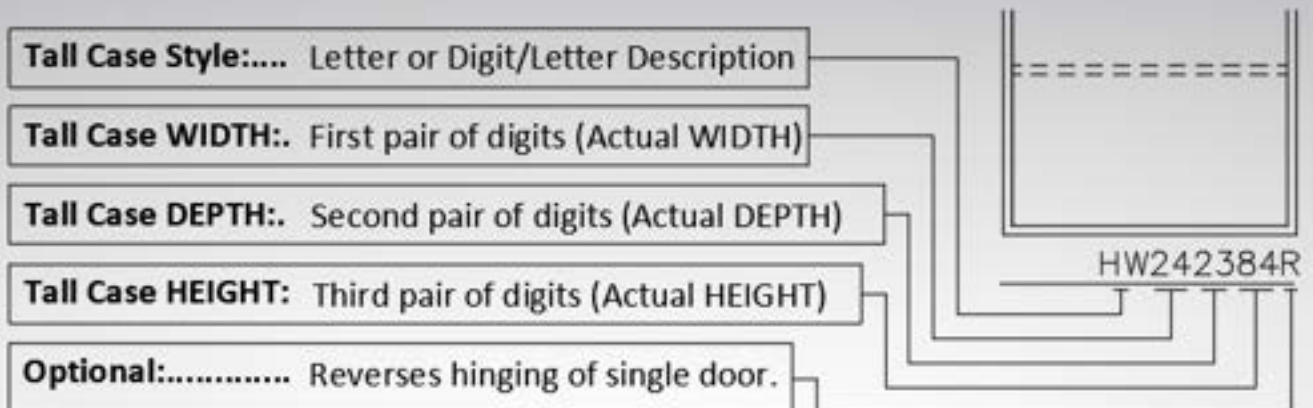 Tall Case Style:.... Letter or Digit/Letter Description
Tall Case WIDTH:. First pair of digits (Actual WIDTH)
Tall Case DEPTH:. Second pair of digits (Actual DEPTH)
HW242384R
Tall Case HEIGHT: Third pair of digits (Actual HEIGHT)
Optional:............. Reverses hinging of single door.